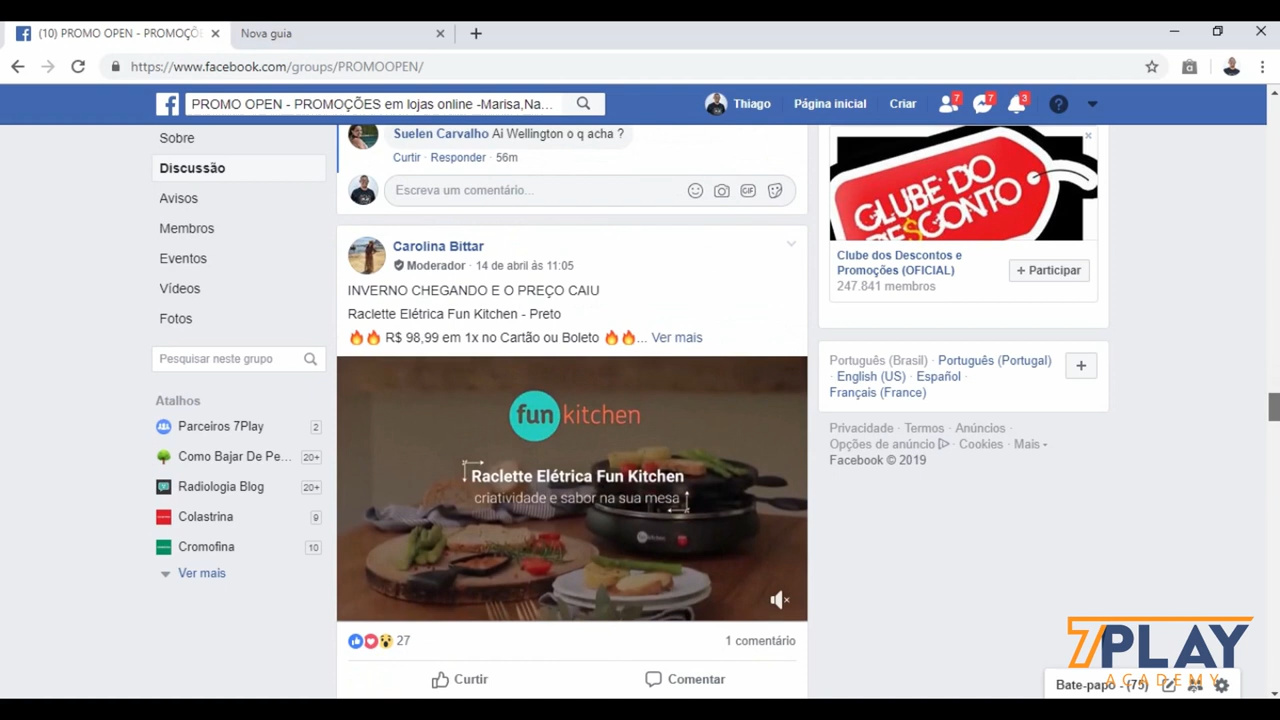 (10) PROMO OPEN - PROMOÇÕ
Nova guia
https://www.facebook.com/groups/PROMOOPEN/
PROMO OPEN - PROMOÇÕES em lojas online -Marisa,Na...
Thiago
Página inicial
Criar
7
7
3
Sobre
Discussão
Avisos
Membros
Eventos
Vídeos
Fotos
Pesquisar neste grupo
Atalhos
Parceiros 7Play 2
Como Bajar De Pe... 20+
Radiologia Blog 20+
Colastrina 9
Cromofina 10
Ver mais
Suelen Carvalho Ai Wellington o q acha ?
Curtir · Responder · 56m
Escreva um comentário...
GIF
Carolina Bittar
Moderador · 14 de abril às 11:05
INVERNO CHEGANDO E O PREÇO CAIU
Raclette Elétrica Fun Kitchen - Preto
🔥🔥 R$ 98,99 em 1x no Cartão ou Boleto 🔥🔥... Ver mais
fun kitchen
Raclette Elétrica Fun Kitchen
criatividade e sabor na sua mesa
fun kitchen
27
1 comentário
Curtir
Comentar
CLUBE DO
DESCONTO
Clube dos Descontos e
Promoções (OFICIAL)
247.841 membros
+ Participar
Português (Brasil) · Português (Portugal)
· English (US) · Español ·
Français (France)
Privacidade · Termos · Anúncios ·
Opções de anúncio · Cookies · Mais
Facebook © 2019
7PLAY
ACADEMY
Bate-papo - (75)